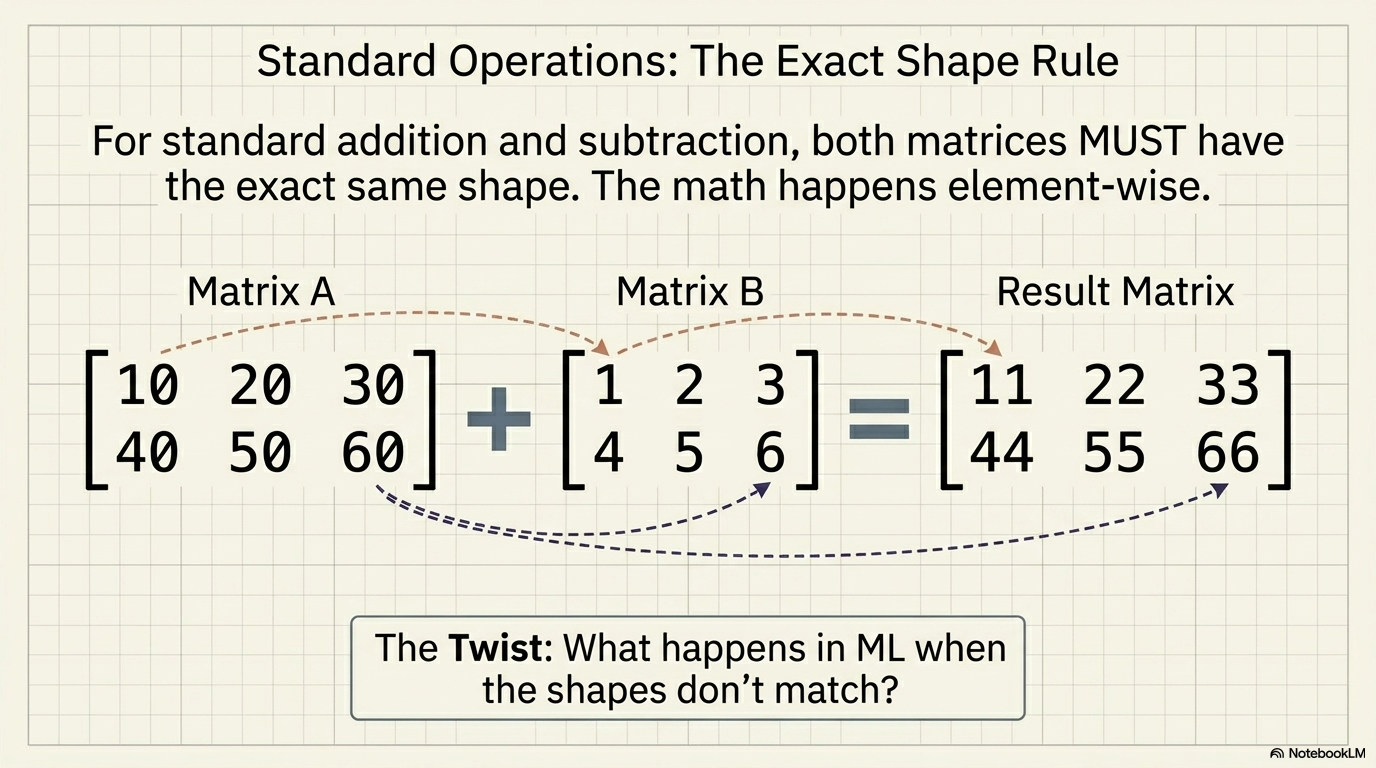 Standard Operations: The Exact Shape Rule
For standard addition and subtraction, both matrices MUST have
the exact same shape. The math happens element-wise.
Matrix A
Matrix B
Result Matrix
10 20 30
40 50 60
+
1 2 3
4 5 6
=
11 22 33
44 55 66
The Twist: What happens in ML when
the shapes don’t match?
NotebookLM